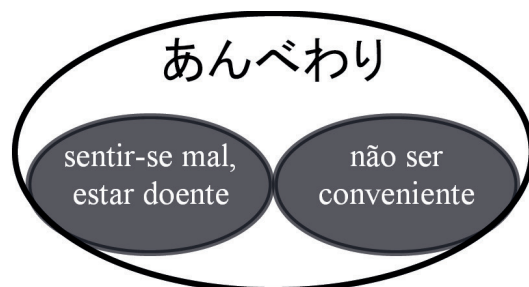 あんべわり
sentir-se mal,
estar doente
não ser
conveniente